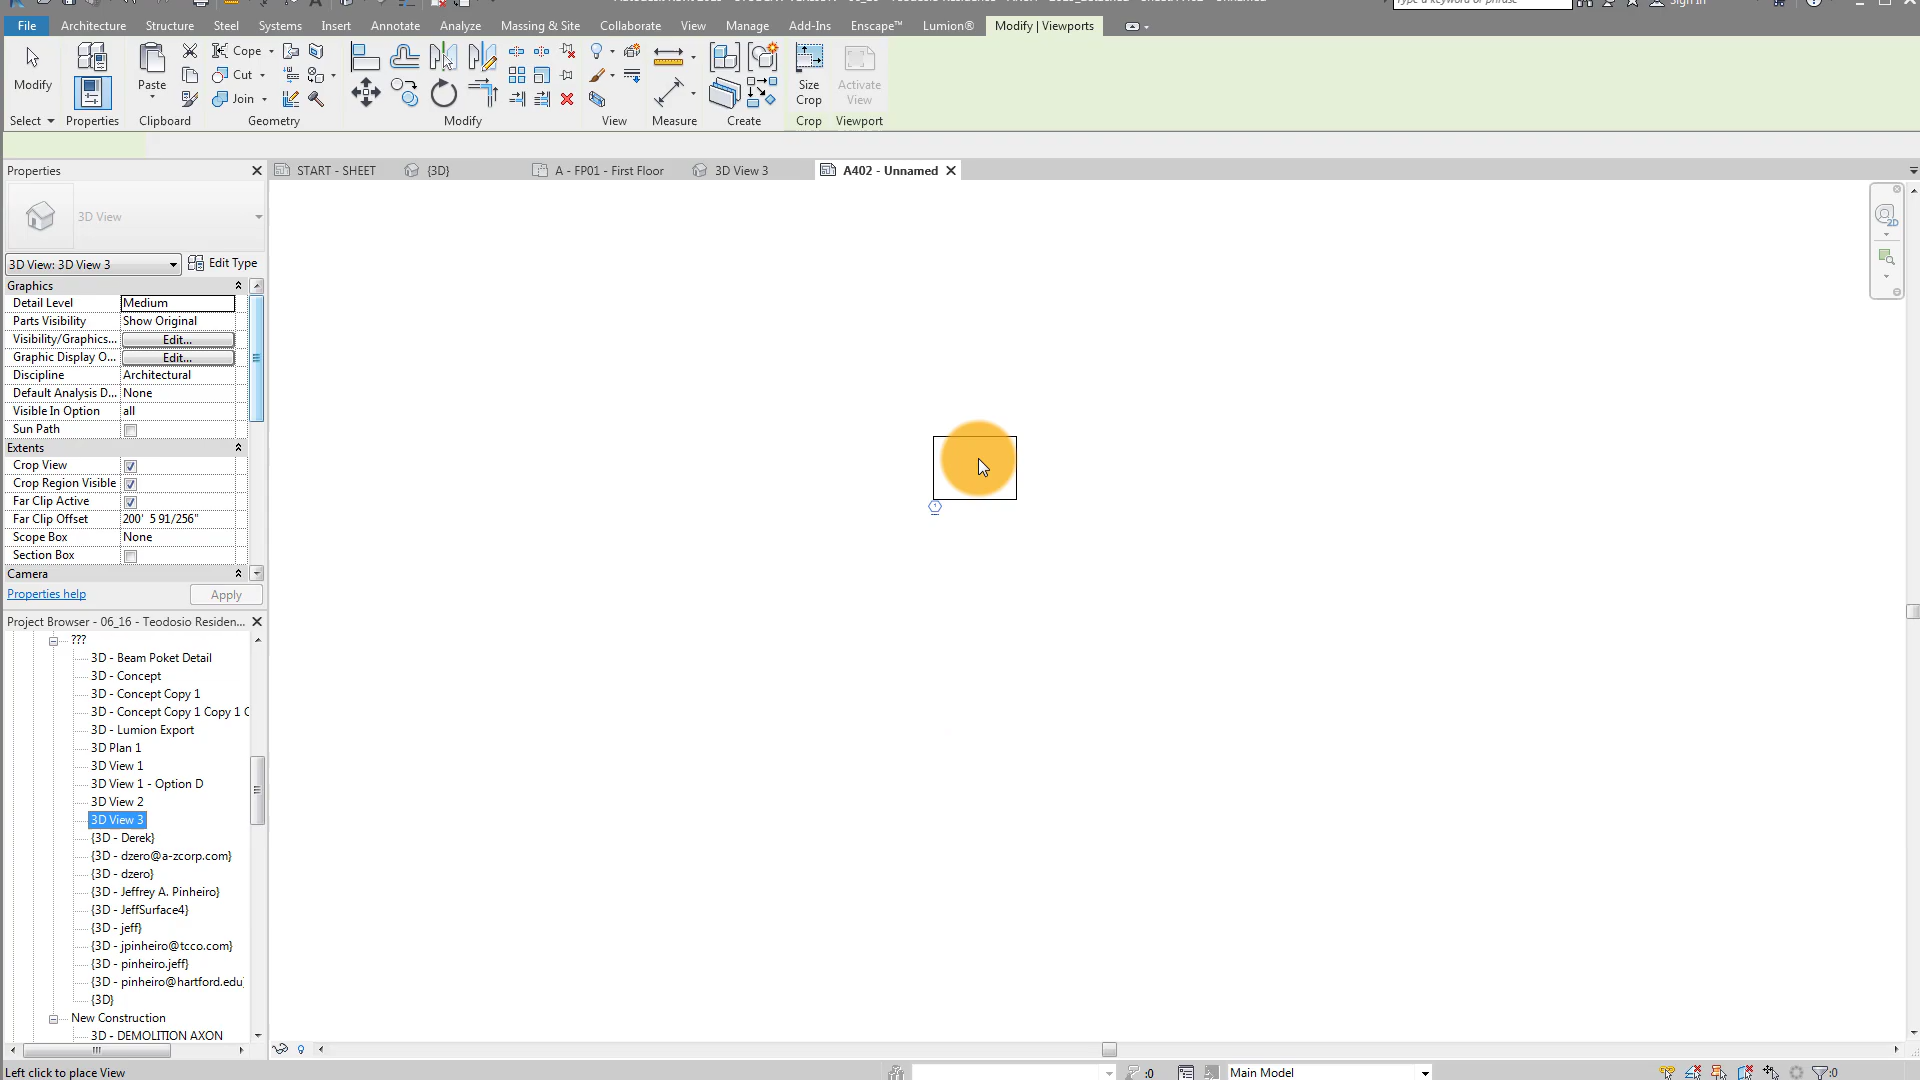 Type a keyword or phrase
Sign In
File
Architecture
Structure
Steel
Systems
Insert
Annotate
Analyze
Massing & Site
Collaborate
View
Manage
Add-Ins
Enscape™
Lumion®
Modify | Viewports
Modify
Paste
Cope
Cut
Join
Size
Crop
Activate
View
Select
Properties
Clipboard
Geometry
Modify
View
Measure
Create
Crop
Viewport
Properties
START - SHEET
{3D}
A - FP01 - First Floor
3D View 3
A402 - Unnamed
3D View
2D
3D View: 3D View 3
Edit Type
Graphics
Detail Level Medium
Parts Visibility Show Original
Visibility/Graphics... Edit...
Graphic Display O... Edit...
Discipline Architectural
Default Analysis D... None
Visible In Option all
Sun Path
Extents
Crop View
Crop Region Visible
Far Clip Active
Far Clip Offset 200' 5 91/256"
Scope Box None
Section Box
Camera
Properties help
Apply
Project Browser - 06_16 - Teodosio Residen...
???
3D - Beam Poket Detail
3D - Concept
3D - Concept Copy 1
3D - Concept Copy 1 Copy 1 C
3D - Lumion Export
3D Plan 1
3D View 1
3D View 1 - Option D
3D View 2
3D View 3
{3D - Derek}
{3D - dzero@a-zcorp.com}
{3D - dzero}
{3D - Jeffrey A. Pinheiro}
{3D - JeffSurface4}
{3D - jeff}
{3D - jpinheiro@tcco.com}
{3D - pinheiro.jeff}
{3D - pinheiro@hartford.edu
{3D}
New Construction
3D - DEMOLITION AXON
Left click to place View
:0
Main Model
:0